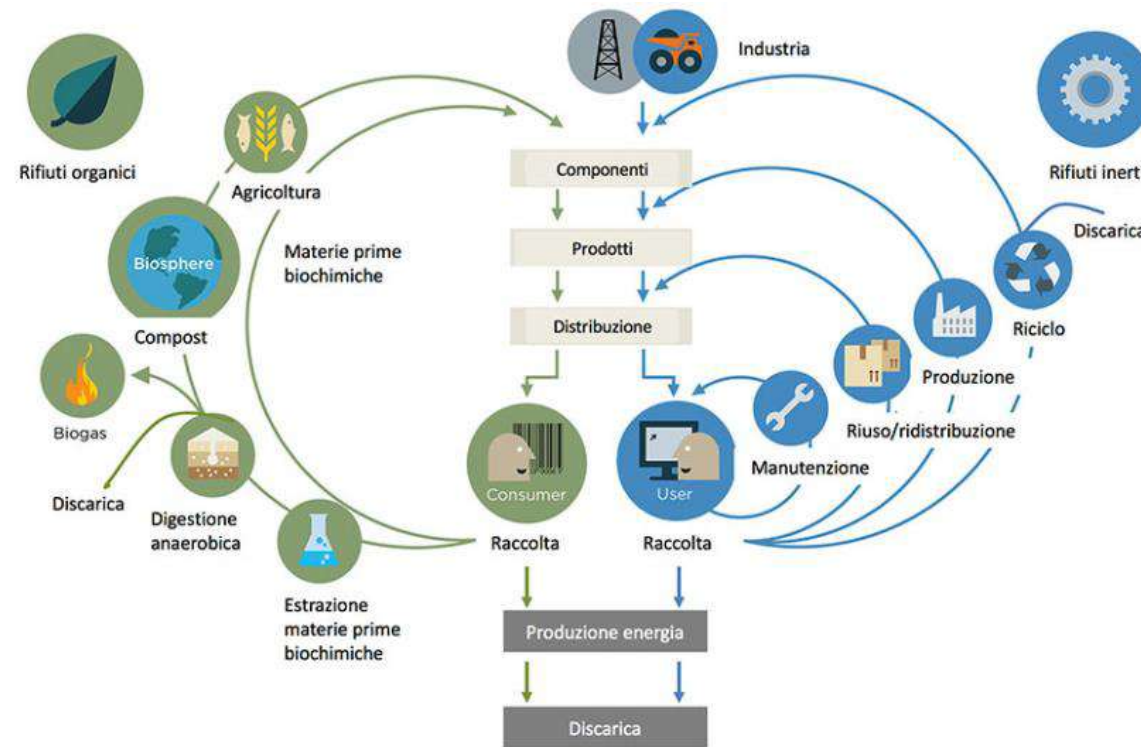 Industria
Rifiuti organici
Agricoltura
Materie prime
biochimiche
Biosphere
Compost
Biogas
Discarica
Digestione
anaerobica
Estrazione
materie prime
biochimiche
Componenti
Prodotti
Distribuzione
Consumer
User
Raccolta
Raccolta
Manutenzione
Riuso/ridistribuzione
Produzione
Riciclo
Rifiuti inert
Discarica
Produzione energia
Discarica